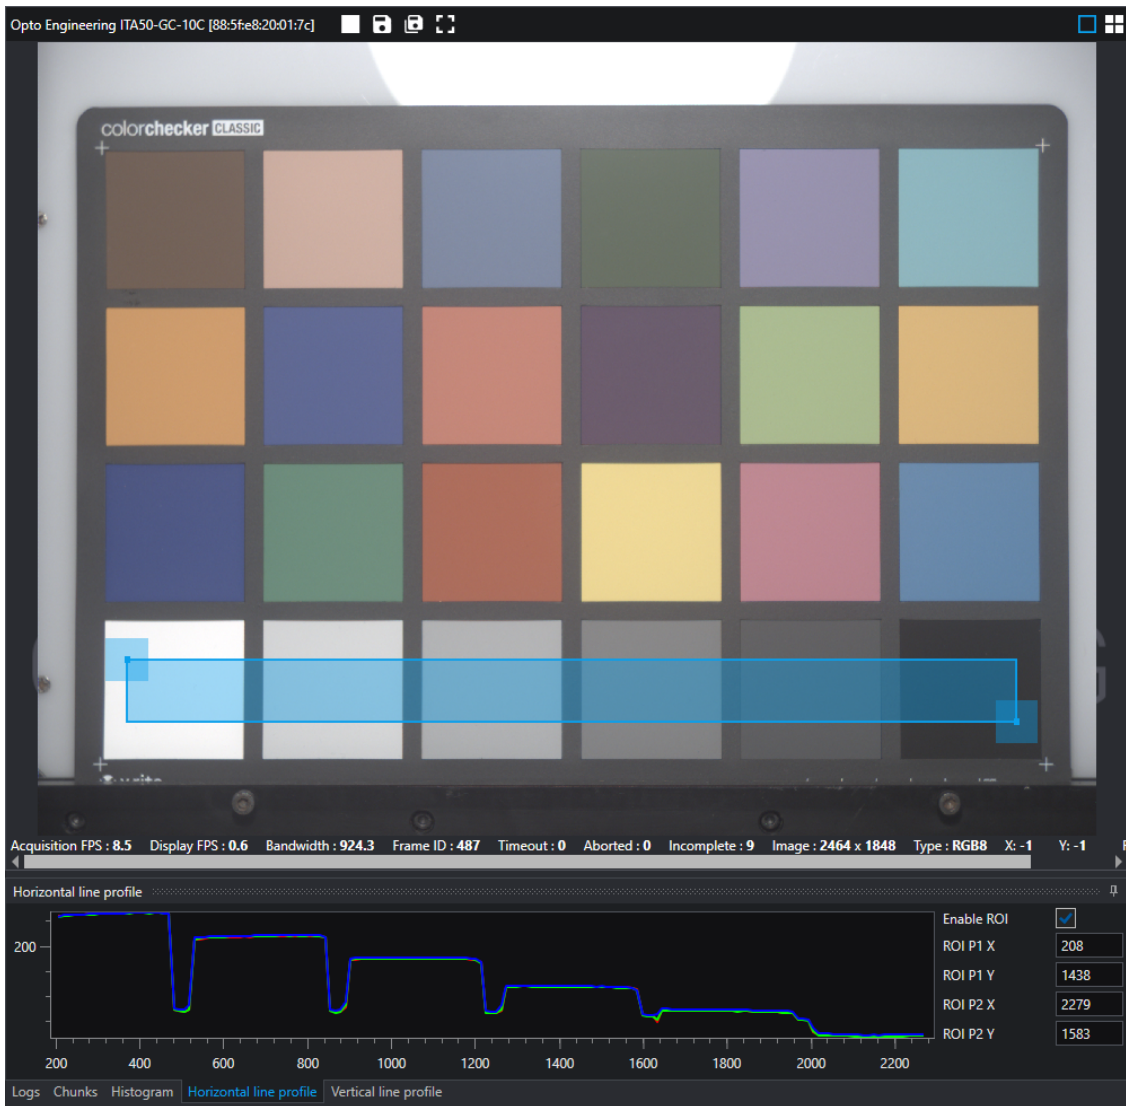 Opto Engineering ITA50-GC-10C [88:5f:e8:20:01:7c]
colorchecker CLASSIC
Acquisition FPS : 8.5 Display FPS : 0.6 Bandwidth : 924.3 Frame ID : 487 Timeout : 0 Aborted : 0 Incomplete : 9 Image : 2464 x 1848 Type : RGB8 X: -1 Y: -1
Horizontal line profile
Enable ROI
200
ROI P1 X 208
ROI P1 Y 1438
ROI P2 X 2279
ROI P2 Y 1583
200 400 600 800 1000 1200 1400 1600 1800 2000 2200
Logs Chunks Histogram Horizontal line profile Vertical line profile